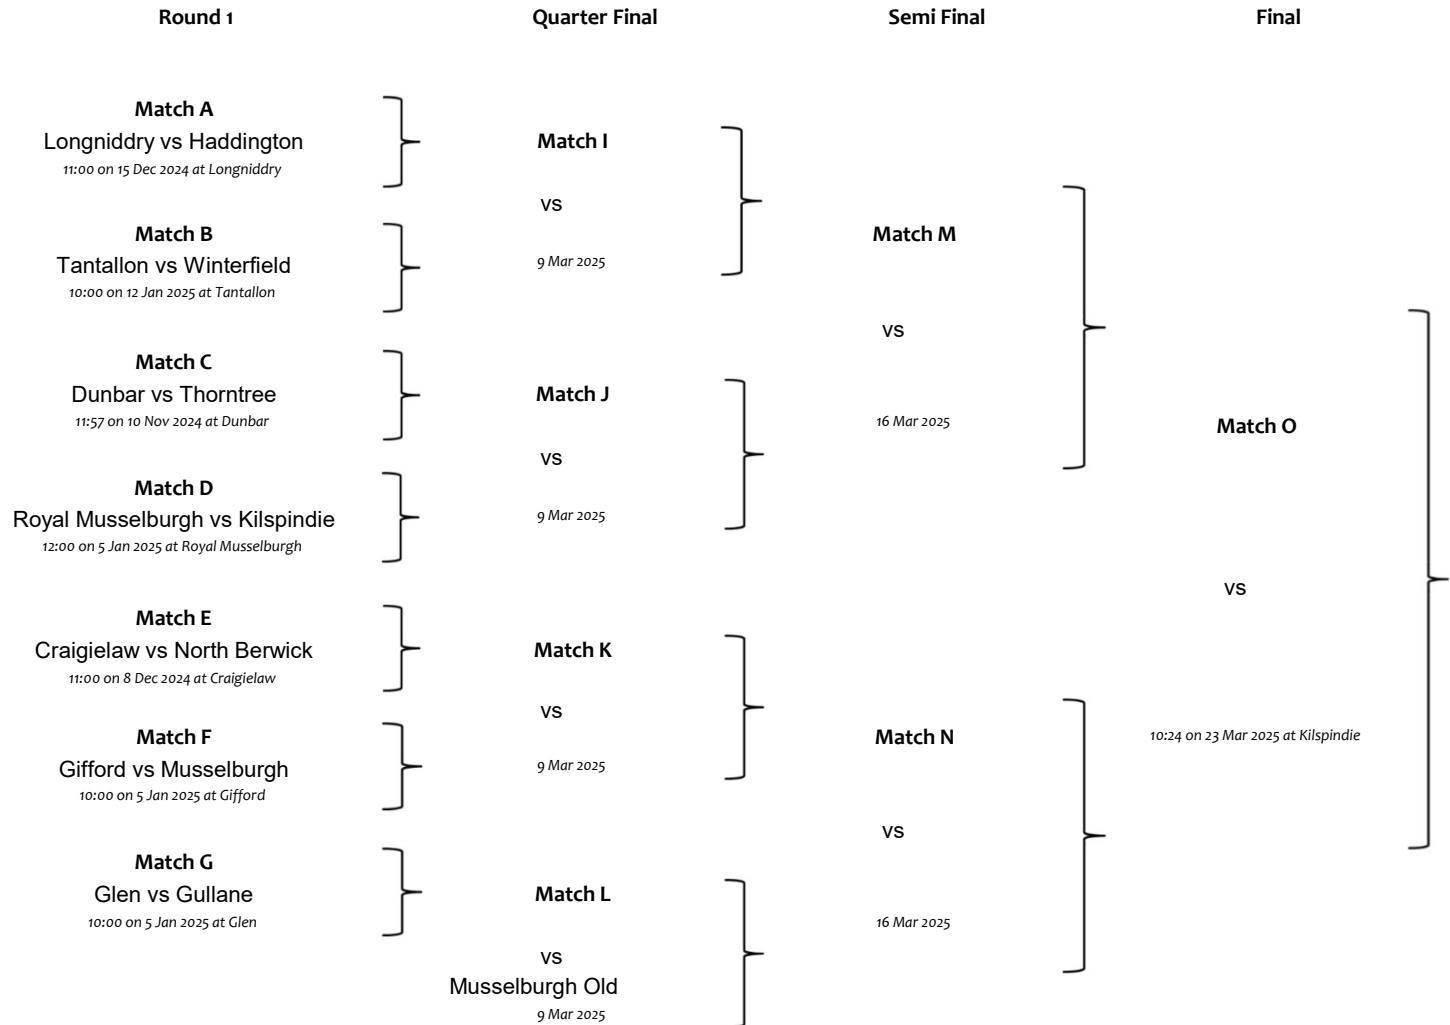 Round 1
Quarter Final
Semi Final
Final
Match A
Longniddry vs Haddington
11:00 on 15 Dec 2024 at Longniddry
Match B
Tantallon vs Winterfield
10:00 on 12 Jan 2025 at Tantallon
Match C
Dunbar vs Thorntree
11:57 on 10 Nov 2024 at Dunbar
Match D
Royal Musselburgh vs Kilspindie
12:00 on 5 Jan 2025 at Royal Musselburgh
Match E
Craigielaw vs North Berwick
11:00 on 8 Dec 2024 at Craigielaw
Match F
Gifford vs Musselburgh
10:00 on 5 Jan 2025 at Gifford
Match G
Glen vs Gullane
10:00 on 5 Jan 2025 at Glen
Match I
vs
9 Mar 2025
Match J
vs
9 Mar 2025
Match K
vs
9 Mar 2025
Match L
vs
Musselburgh Old
9 Mar 2025
Match M
vs
16 Mar 2025
Match N
vs
16 Mar 2025
Match O
vs
10:24 on 23 Mar 2025 at Kilspindie